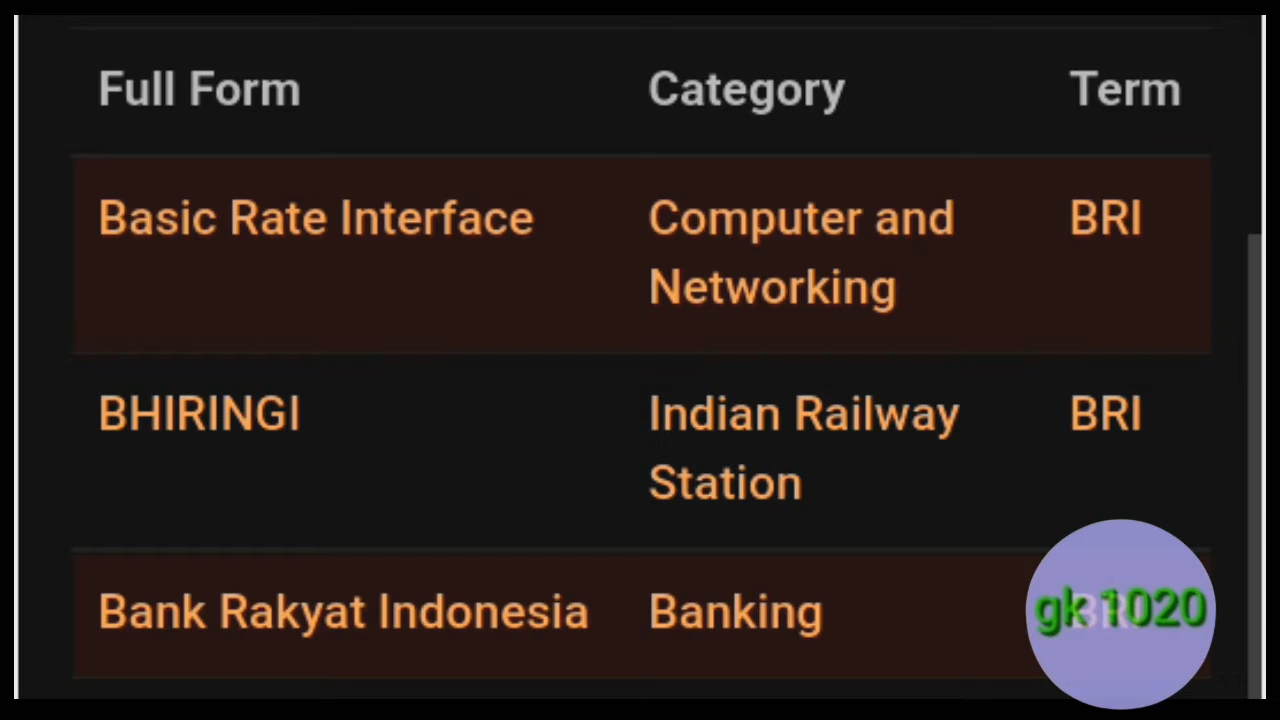 Full Form Category Term
Basic Rate Interface Computer and BRI
Networking
BHIRINGI Indian Railway BRI
Station
Bank Rakyat Indonesia Banking BRI
gk 1020